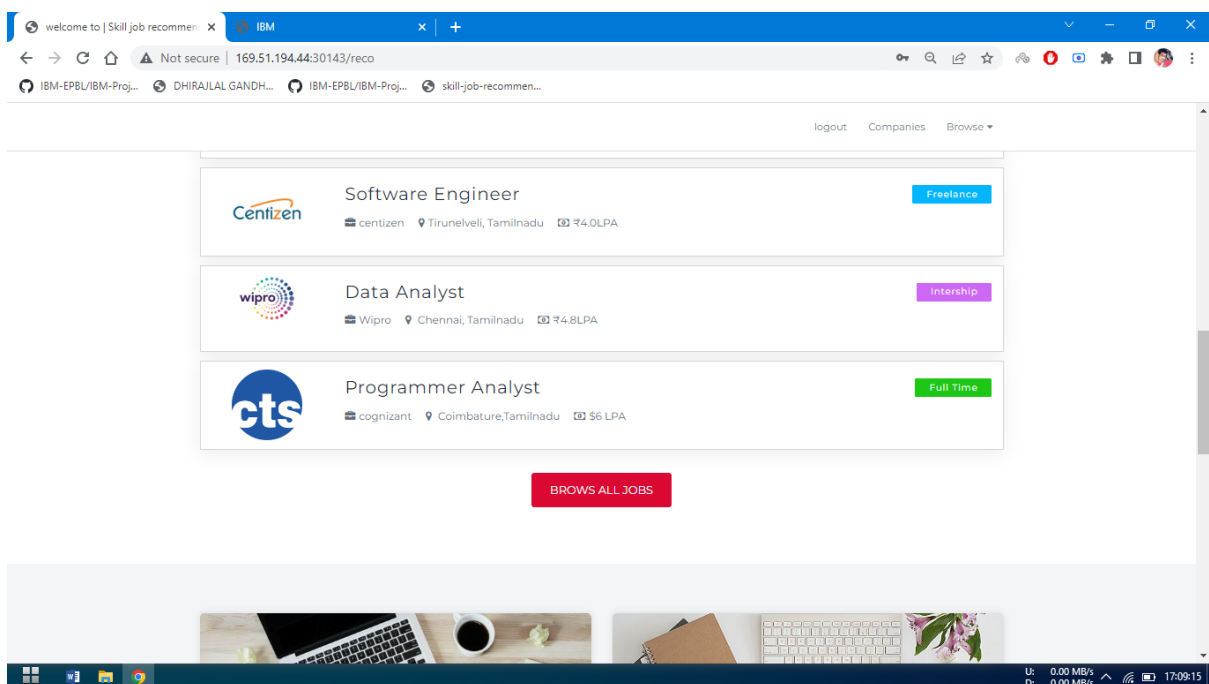 welcome to | Skill job recommen
IBM
Not secure | 169.51.194.44:30143/reco
IBM-EPBL/IBM-Proj... DHIRAJLAL GANDH... IBM-EPBL/IBM-Proj... skill-job-recommen...
logout Companies Browse
Centizen
Software Engineer
Freelance
centizen Tirunelveli, Tamilnadu ₹4.0LPA
wipro
Data Analyst
Intership
Wipro Chennai, Tamilnadu ₹4.8LPA
cts
Programmer Analyst
Full Time
cognizant Coimbature,Tamilnadu $6 LPA
BROWS ALL JOBS
U: 0.00 MB/s
D: 0.00 MB/s
17:09:15